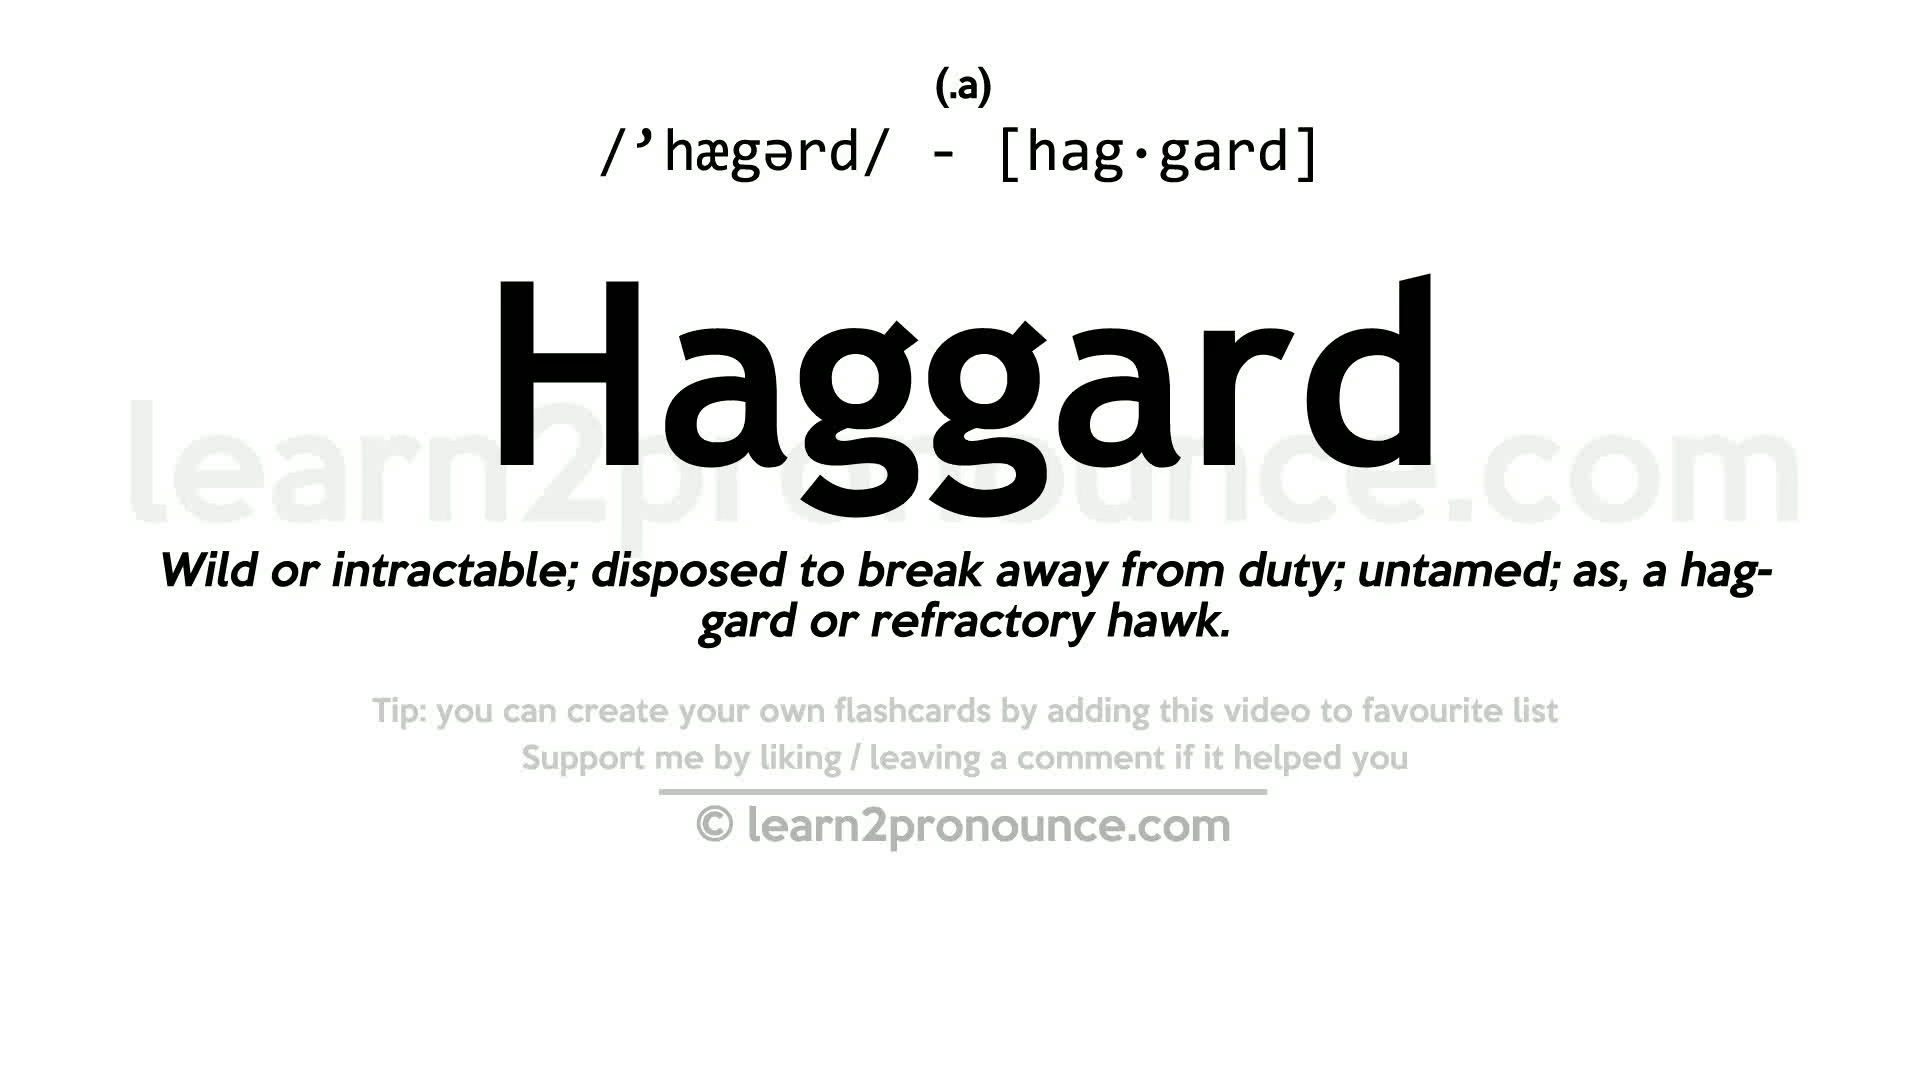 (.a)
/’hægərd/ - [hag·gard]
Haggard
learn2pronounce.com
Wild or intractable; disposed to break away from duty; untamed; as, a hag-
gard or refractory hawk.
Tip: you can create your own flashcards by adding this video to favourite list
Support me by liking / leaving a comment if it helped you
© learn2pronounce.com